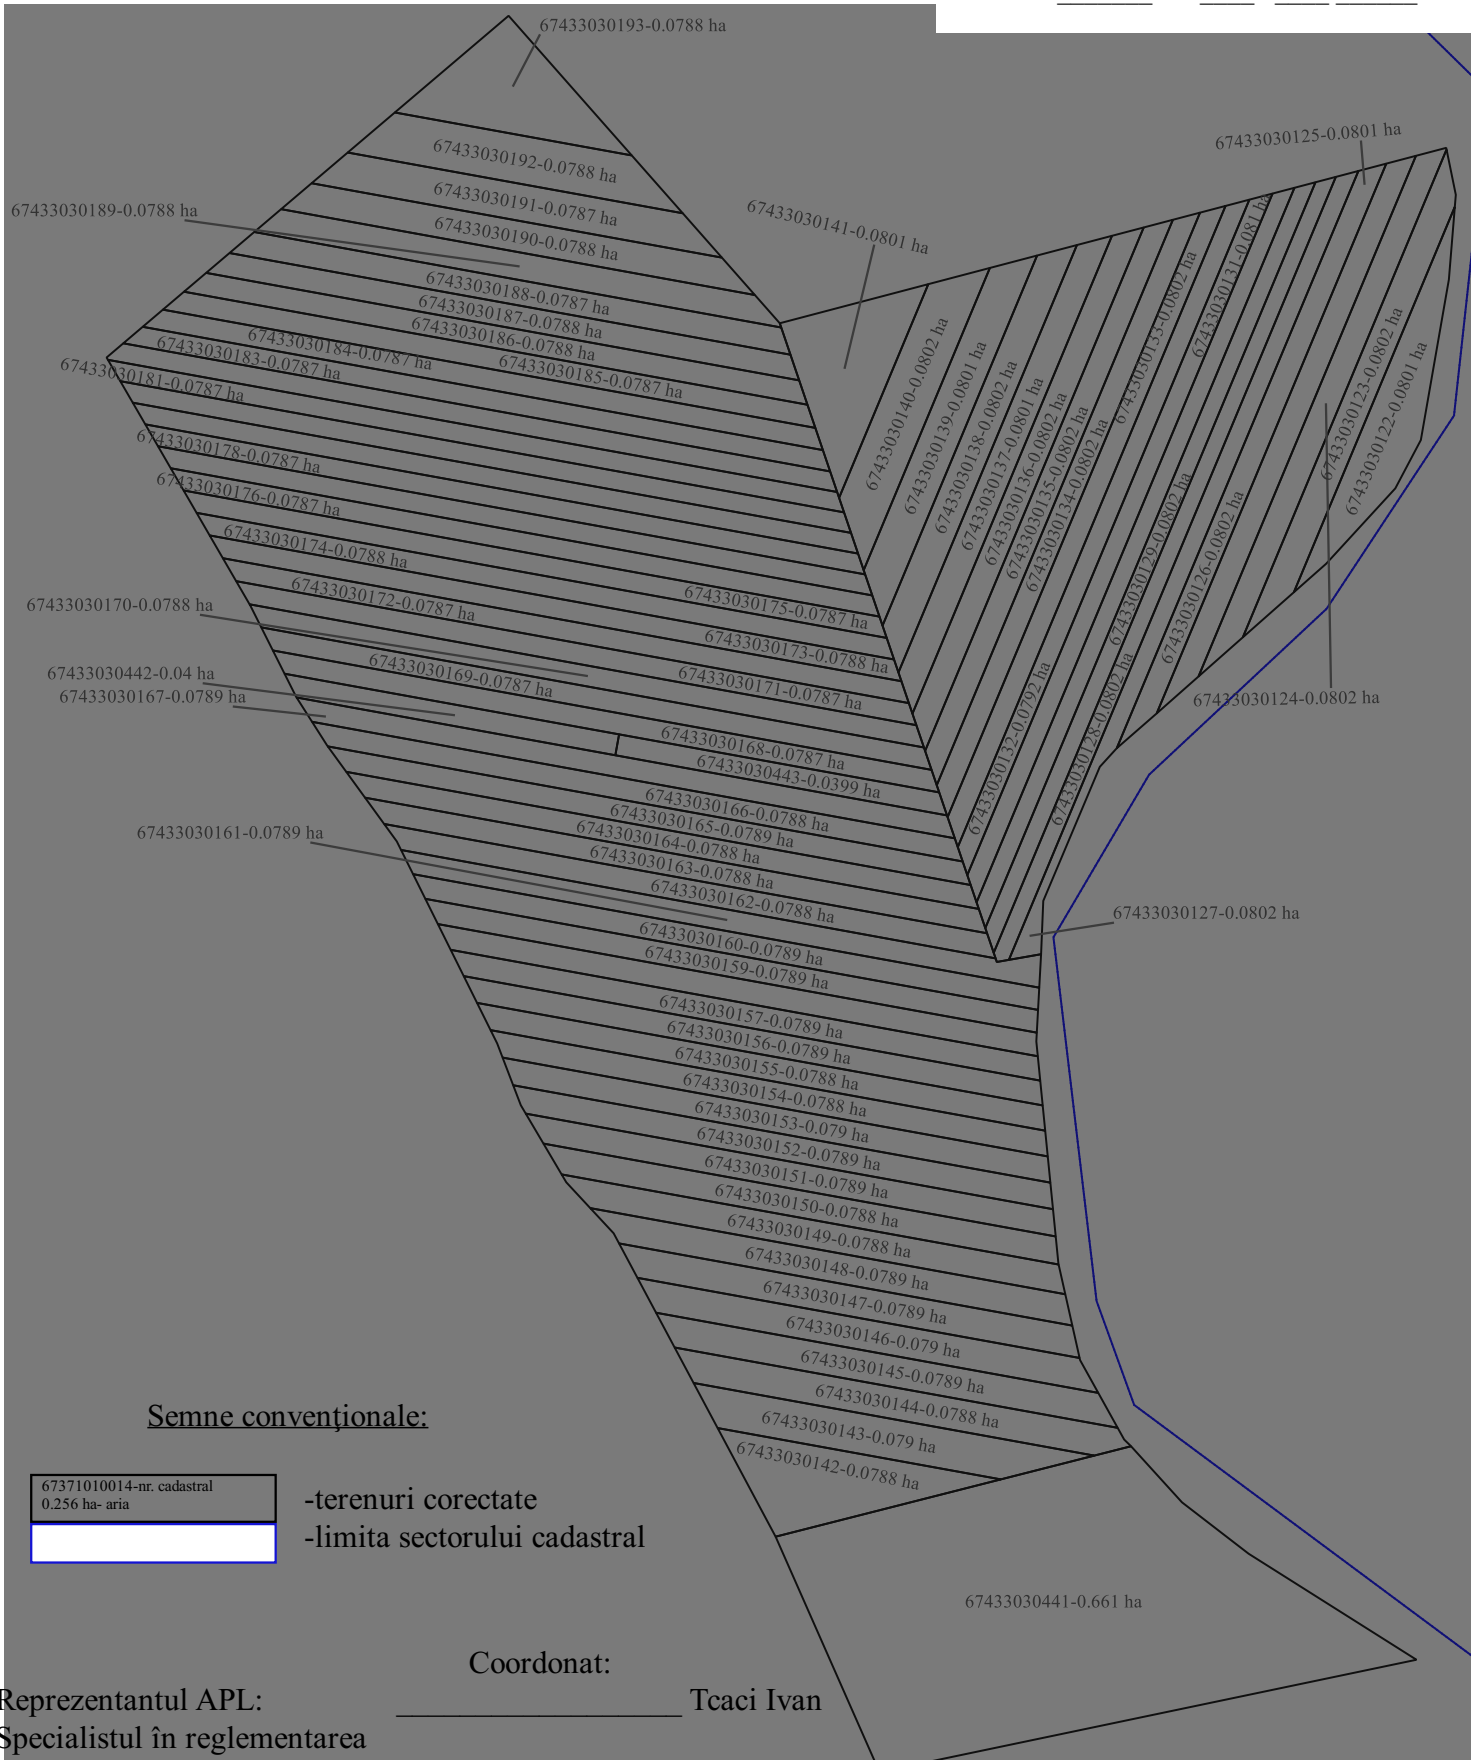 67433030193-0.0788 ha
67433030125-0.0801 ha
67433030192-0.0788 ha
67433030191-0.0787 ha
67433030189-0.0788 ha
67433030190-0.0788 ha
67433030141-0.0801 ha
67433030188-0.0787 ha
67433030187-0.0788 ha
67433030186-0.0788 ha
67433030184-0.0787 ha
67433030185-0.0787 ha
67433030183-0.0787 ha
67433030181-0.0787 ha
67433030178-0.0787 ha
67433030176-0.0787 ha
67433030174-0.0788 ha
67433030172-0.0787 ha
67433030175-0.0787 ha
67433030170-0.0788 ha
67433030173-0.0788 ha
67433030169-0.0787 ha
67433030171-0.0787 ha
67433030442-0.04 ha
67433030167-0.0789 ha
67433030168-0.0787 ha
67433030443-0.0399 ha
67433030166-0.0788 ha
67433030165-0.0789 ha
67433030164-0.0788 ha
67433030161-0.0789 ha
67433030163-0.0788 ha
67433030162-0.0788 ha
67433030160-0.0789 ha
67433030159-0.0789 ha
67433030157-0.0789 ha
67433030156-0.0789 ha
67433030155-0.0788 ha
67433030154-0.0788 ha
67433030153-0.079 ha
67433030152-0.0789 ha
67433030151-0.0789 ha
67433030150-0.0788 ha
67433030149-0.0788 ha
67433030148-0.0789 ha
67433030147-0.0789 ha
67433030146-0.079 ha
67433030145-0.0789 ha
67433030144-0.0788 ha
67433030143-0.079 ha
67433030142-0.0788 ha
67433030140-0.0802 ha
67433030139-0.0801 ha
67433030138-0.0802 ha
67433030137-0.0801 ha
67433030136-0.0802 ha
67433030135-0.0802 ha
67433030134-0.0802 ha
67433030133-0.0802 ha
67433030131-0.081 ha
67433030132-0.0792 ha
67433030129-0.0802 ha
67433030128-0.0802 ha
67433030126-0.0802 ha
67433030123-0.0802 ha
67433030122-0.0801 ha
67433030124-0.0802 ha
67433030127-0.0802 ha
67433030441-0.661 ha
Semne convenţionale:
67371010014-nr. cadastral
0.256 ha- aria
-terenuri corectate
-limita sectorului cadastral
Coordonat:
Reprezentantul APL: __________________ Tcaci Ivan
Specialistul în reglementarea